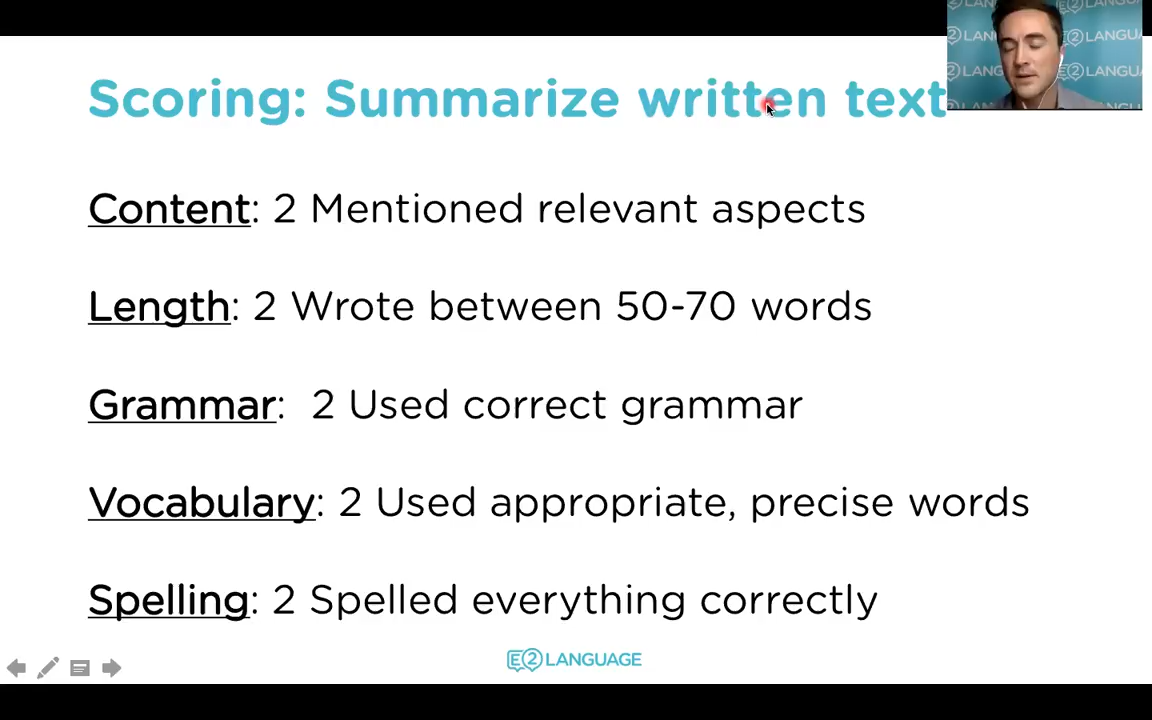 Scoring: Summarize written text
Content: 2 Mentioned relevant aspects
Length: 2 Wrote between 50-70 words
Grammar: 2 Used correct grammar
Vocabulary: 2 Used appropriate, precise words
Spelling: 2 Spelled everything correctly
E2 LANGUAGE